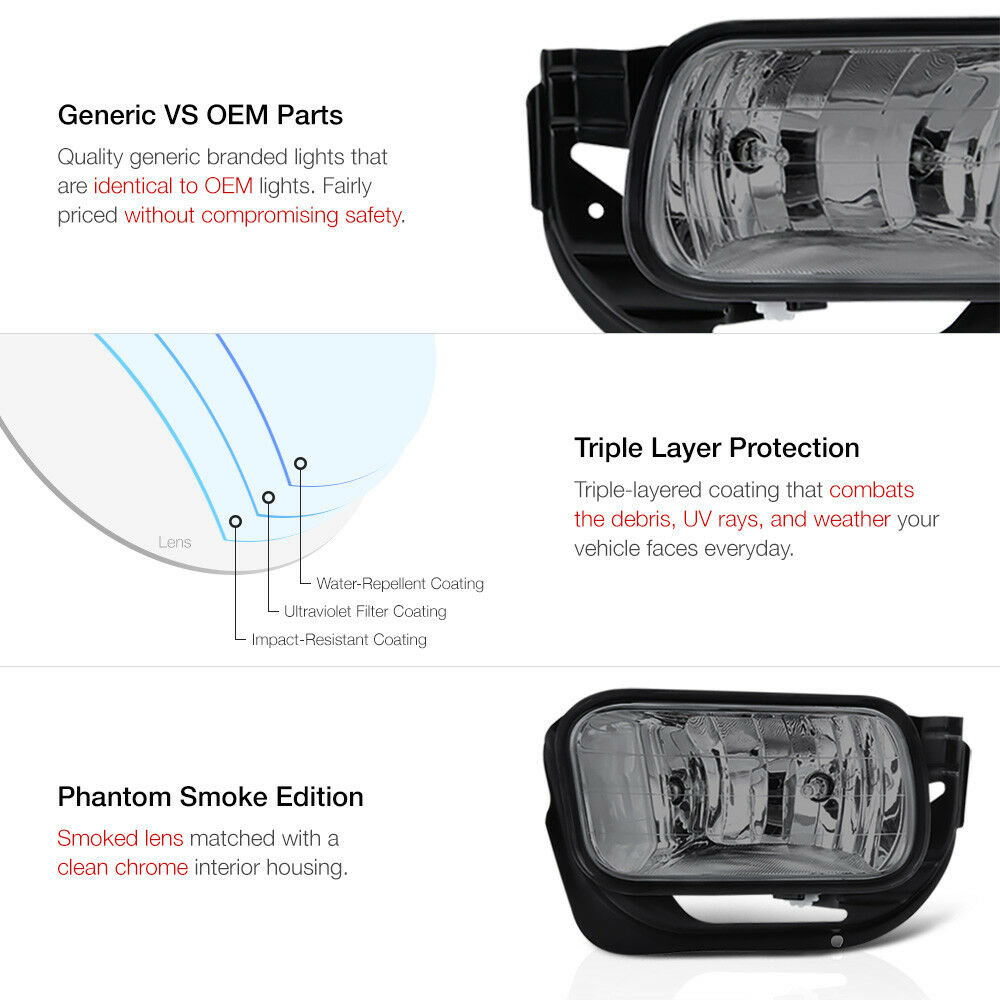 Generic VS OEM Parts
Quality generic branded lights that
are identical to OEM lights. Fairly
priced without compromising safety.
Triple Layer Protection
Triple-layered coating that combats
the debris, UV rays, and weather your
vehicle faces everyday.
Lens
Water-Repellent Coating
Ultraviolet Filter Coating
Impact-Resistant Coating
Phantom Smoke Edition
Smoked lens matched with a
clean chrome interior housing.